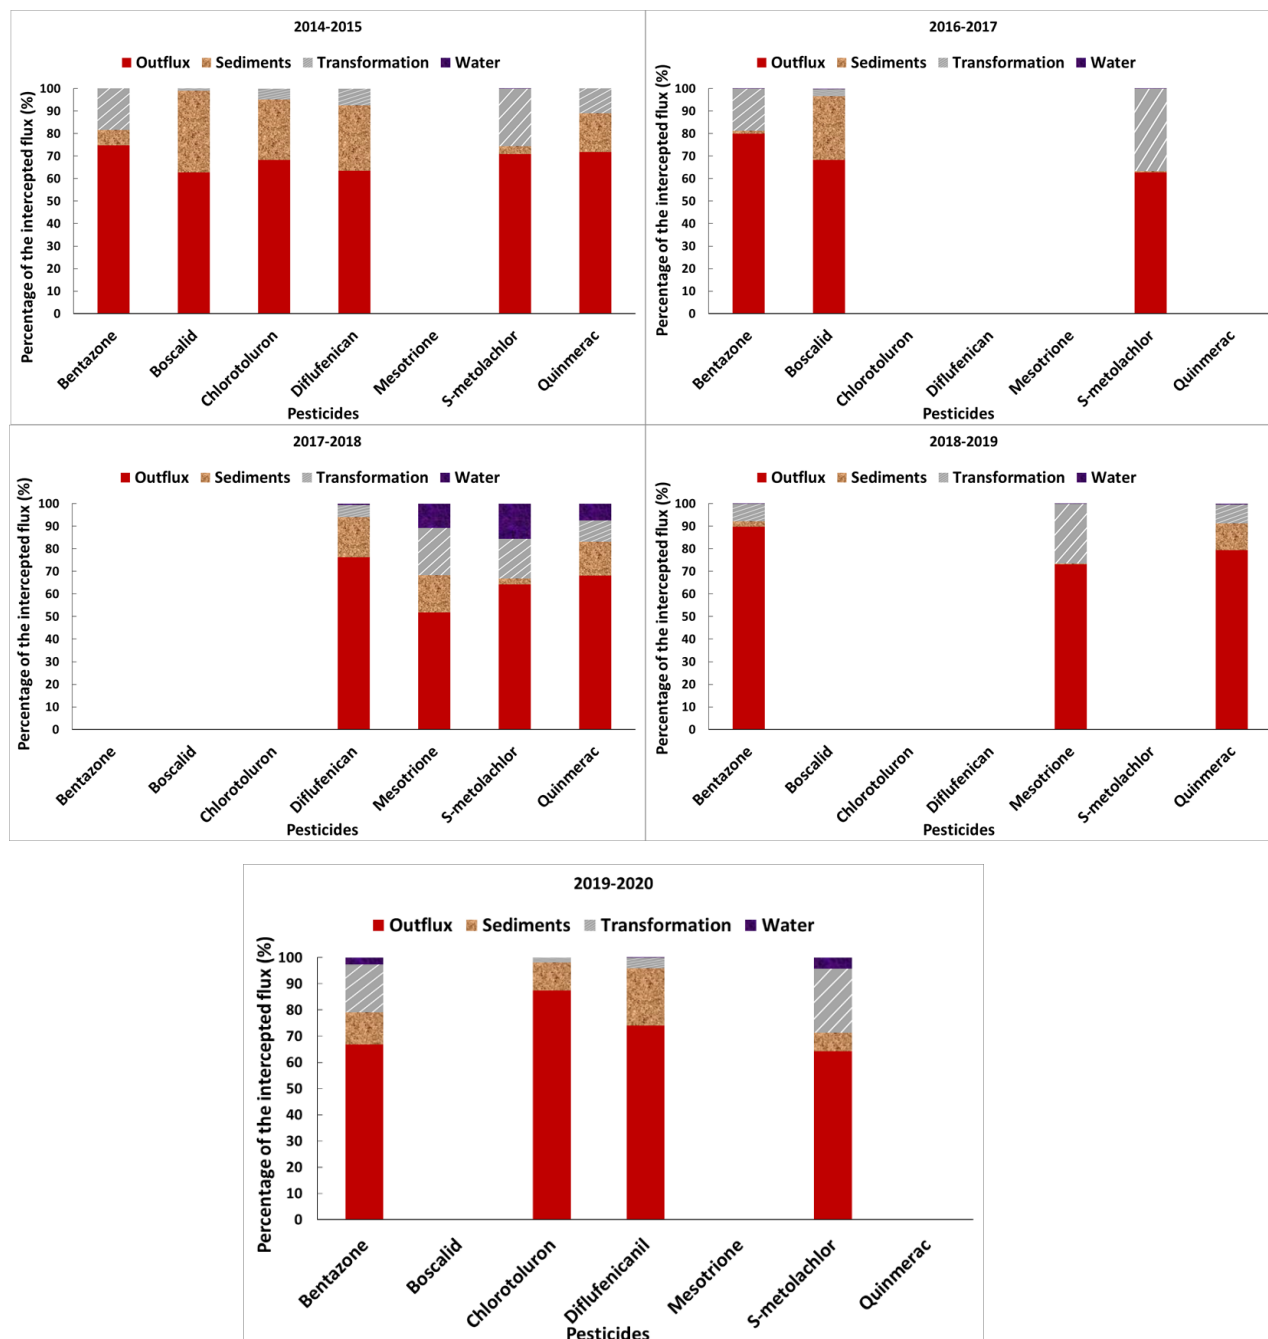 2014-2015
Outflux Sediments Transformation Water
Percentage of the intercepted flux (%)
100
90
80
70
60
50
40
30
20
10
0
Bentazone
Boscalid
Chlorotoluron
Diflufenican
Mesotrione
S-metolachlor
Quinmerac
Pesticides
2016-2017
Outflux Sediments Transformation Water
Percentage of the intercepted flux (%)
100
90
80
70
60
50
40
30
20
10
0
Bentazone
Boscalid
Chlorotoluron
Diflufenican
Mesotrione
S-metolachlor
Quinmerac
Pesticides
2017-2018
Outflux Sediments Transformation Water
Percentage of the intercepted flux (%)
100
90
80
70
60
50
40
30
20
10
0
Bentazone
Boscalid
Chlorotoluron
Diflufenican
Mesotrione
S-metolachlor
Quinmerac
Pesticides
2018-2019
Outflux Sediments Transformation Water
Percentage of the intercepted flux (%)
100
90
80
70
60
50
40
30
20
10
0
Bentazone
Boscalid
Chlorotoluron
Diflufenican
Mesotrione
S-metolachlor
Quinmerac
Pesticides
2019-2020
Outflux Sediments Transformation Water
Percentage of the intercepted flux (%)
100
90
80
70
60
50
40
30
20
10
0
Bentazone
Boscalid
Chlorotoluron
Diflufenicanil
Mesotrione
S-metolachlor
Quinmerac
Pesticides